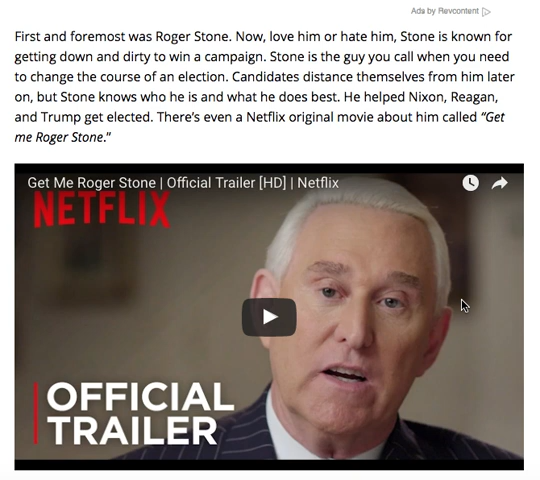 Ads by Revcontent
First and foremost was Roger Stone. Now, love him or hate him, Stone is known for
getting down and dirty to win a campaign. Stone is the guy you call when you need
to change the course of an election. Candidates distance themselves from him later
on, but Stone knows who he is and what he does best. He helped Nixon, Reagan,
and Trump get elected. There's even a Netflix original movie about him called “Get
me Roger Stone.”
Get Me Roger Stone | Official Trailer [HD] | Netflix
NETFLIX
OFFICIAL
TRAILER